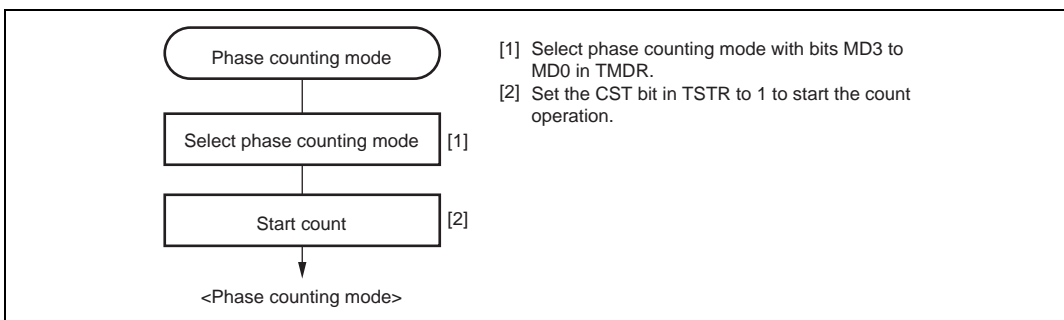 Phase counting mode
Select phase counting mode [1]
Start count [2]
<Phase counting mode>
[1] Select phase counting mode with bits MD3 to
MD0 in TMDR.
[2] Set the CST bit in TSTR to 1 to start the count
operation.